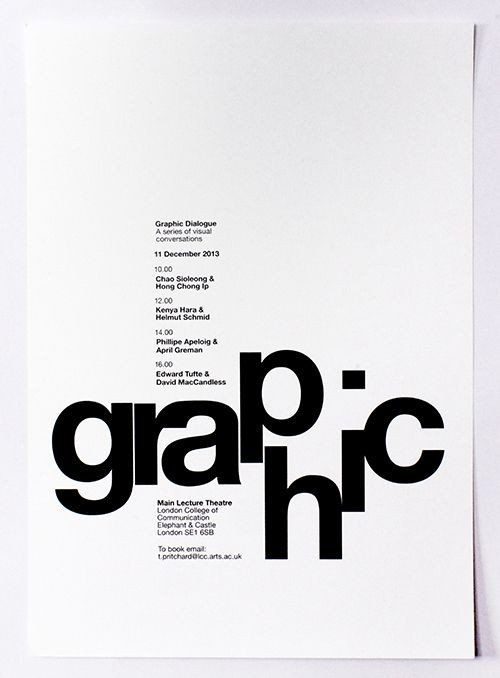 Graphic Dialogue
A series of visual
conversations
11 December 2013
10.00
Chao Sioleong &
Hong Chong Ip
12.00
Kenya Hara &
Helmut Schmid
14.00
Phillipe Apeloig &
April Greman
16.00
Edward Tufte &
David MacCandless
graphic
Main Lecture Theatre
London College of
Communication
Elephant & Castle
London SE1 6SB
To book email:
t.pritchard@lcc.arts.ac.uk